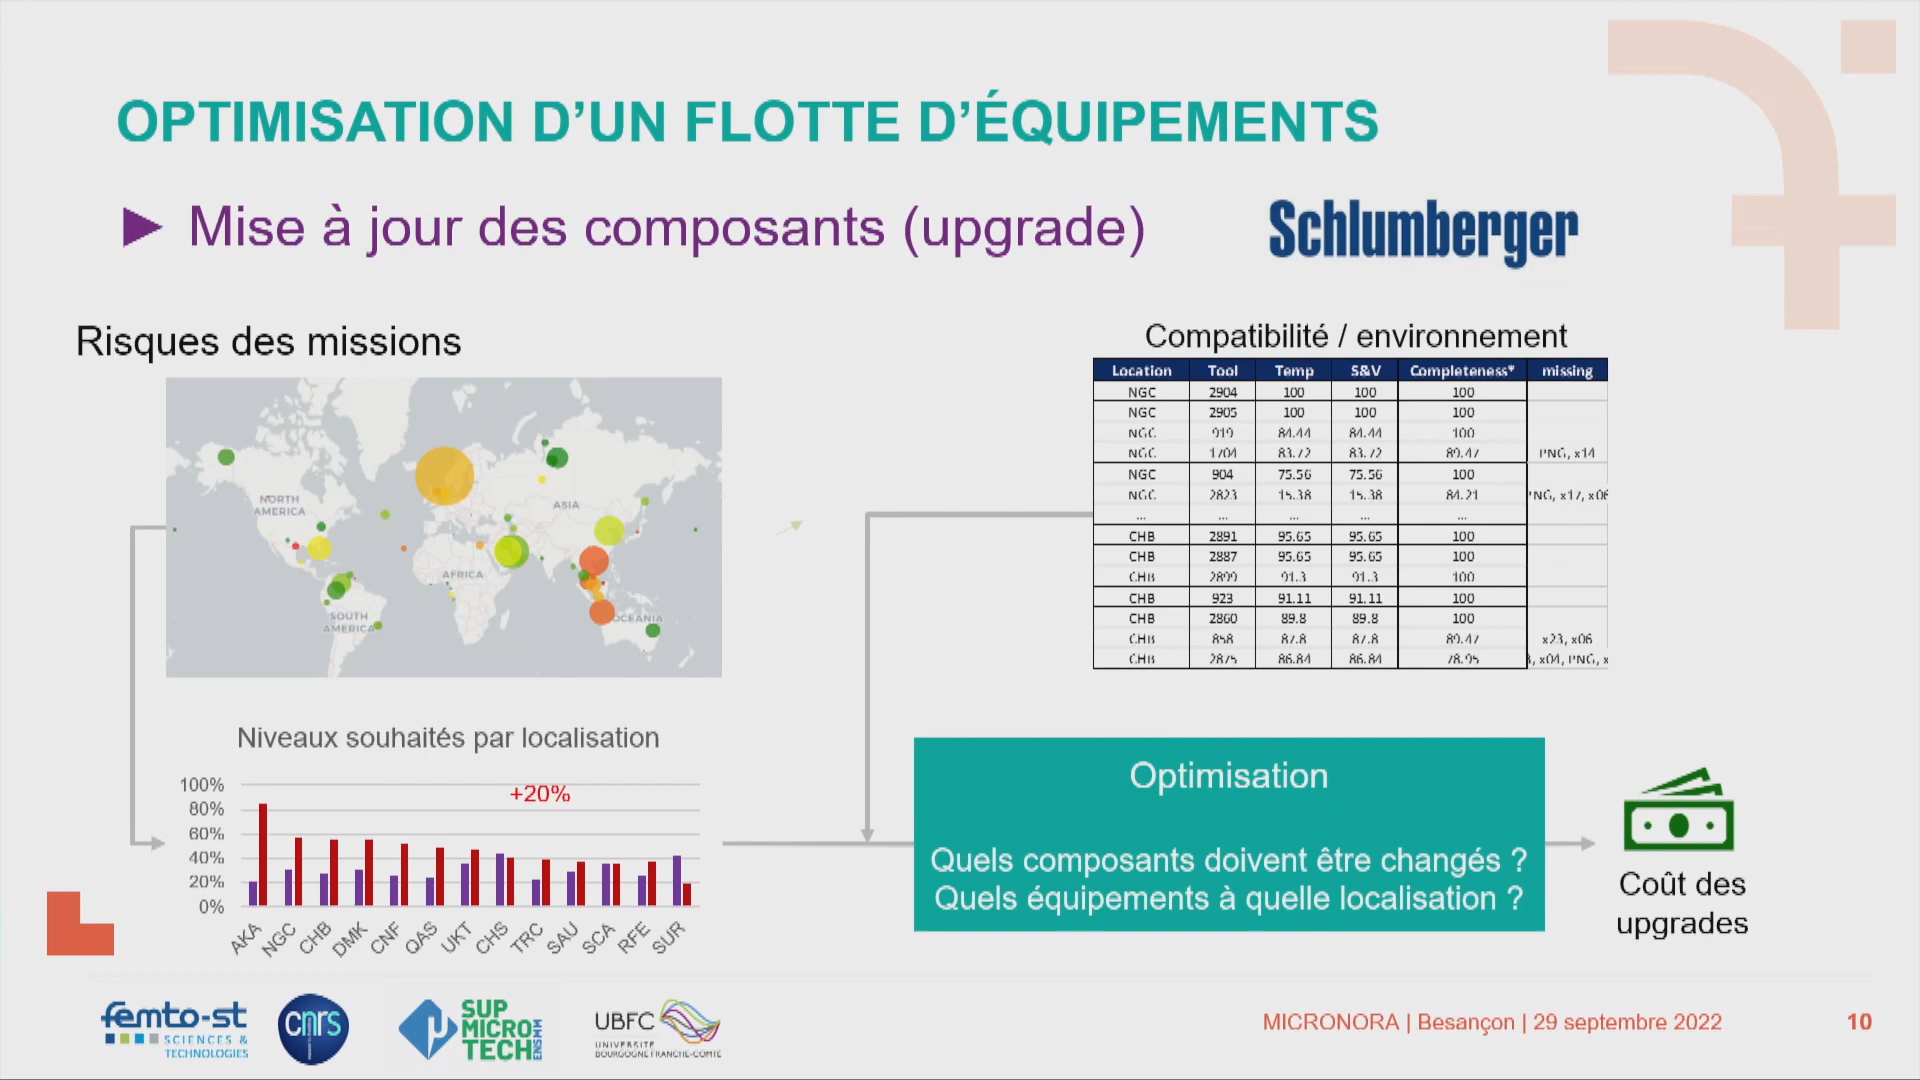 OPTIMISATION D’UN FLOTTE D’ÉQUIPEMENTS
► Mise à jour des composants (upgrade)
Schlumberger
Risques des missions
NORTH AMERICA
ASIA
AFRICA
SOUTH AMERICA
OCEANIA
Compatibilité / environnement
Location Tool Temp S&V Completeness* missing
NGC 2904 100 100 100
NGC 2905 100 100 100
NGC 919 84.44 84.44 100
NGC 1704 83.72 83.72 89.47 PNG, x14
NGC 904 75.56 75.56 100
NGC 2823 15.38 15.38 84.21 PNG, x17, x06
... ... ... ... ...
CHB 2891 95.65 95.65 100
CHB 2887 95.65 95.65 100
CHB 2899 91.3 91.3 100
CHB 923 91.11 91.11 100
CHB 2860 89.8 89.8 100
CHB 858 87.8 87.8 89.47 x23, x06
CHB 2875 86.84 86.84 78.95 x04, PNG,
Niveaux souhaités par localisation
+20%
100%
80%
60%
40%
20%
0%
AKA NGC CHB DMK CNF QAS UKT CHS TRC SAU SCA RFE SUR
Optimisation
Quels composants doivent être changés ?
Quels équipements à quelle localisation ?
Coût des
upgrades
femto-st
SCIENCES &
TECHNOLOGIES
cnrs
SUP
MICRO
TECH
ENSMM
UBFC
UNIVERSITÉ
BOURGOGNE FRANCHE-COMTÉ
MICRONORA | Besançon | 29 septembre 2022
10